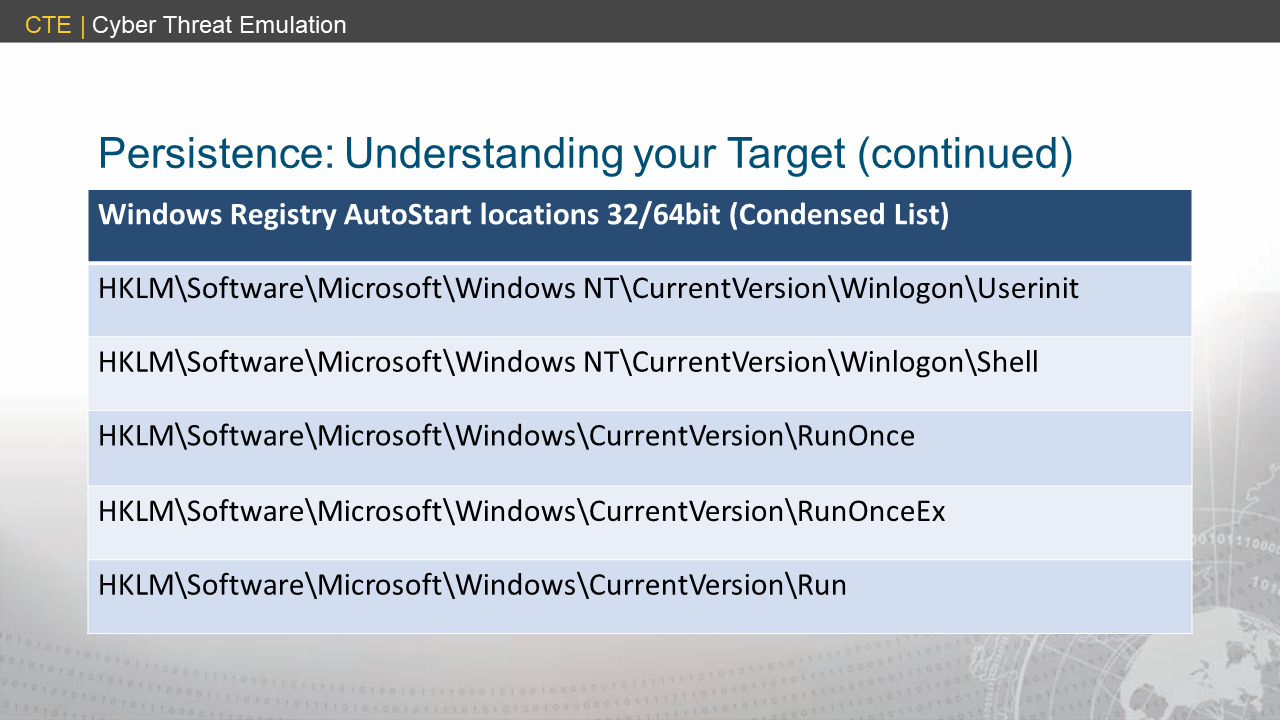 CTE | Cyber Threat Emulation
Persistence: Understanding your Target (continued)
Windows Registry AutoStart locations 32/64bit (Condensed List)
HKLM\Software\Microsoft\Windows NT\CurrentVersion\Winlogon\Userinit
HKLM\Software\Microsoft\Windows NT\CurrentVersion\Winlogon\Shell
HKLM\Software\Microsoft\Windows\CurrentVersion\RunOnce
HKLM\Software\Microsoft\Windows\CurrentVersion\RunOnceEx
HKLM\Software\Microsoft\Windows\CurrentVersion\Run